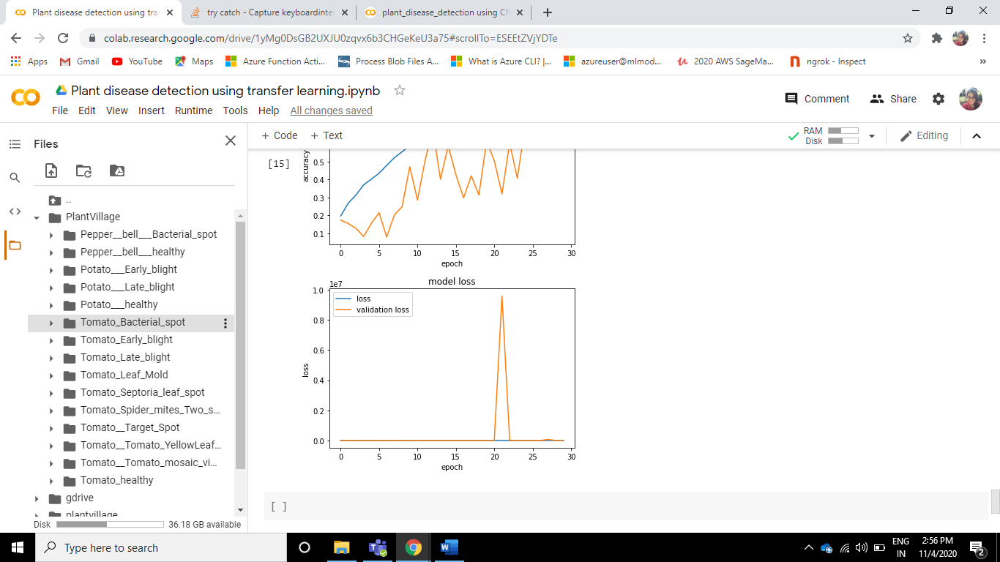 Plant disease detection using tra
try catch - Capture keyboardinte
plant_disease_detection using CN
colab.research.google.com/drive/1yMg0DsGB2UXJU0zqvx6b3CHGeKeU3a75#scrollTo=ESEEtZVjYDTe
Apps
Gmail
YouTube
Maps
Azure Function Acti...
Process Blob Files A...
What is Azure CLI? |...
azureuser@mlmod...
2020 AWS SageMa...
ngrok - Inspect
»
Plant disease detection using transfer learning.ipynb
Comment
Share
File Edit View Insert Runtime Tools Help All changes saved
Files
+ Code + Text
RAM
Disk
Editing
..
PlantVillage
Pepper__bell___Bacterial_spot
Pepper__bell___healthy
Potato___Early_blight
Potato___Late_blight
Potato___healthy
Tomato_Bacterial_spot
Tomato_Early_blight
Tomato_Late_blight
Tomato_Leaf_Mold
Tomato_Septoria_leaf_spot
Tomato_Spider_mites_Two_s...
Tomato__Target_Spot
Tomato__Tomato_YellowLeaf...
Tomato__Tomato_mosaic_vi...
Tomato_healthy
gdrive
plantvillage
Disk 36.18 GB available
[15]
accuracy
0.5
0.4
0.3
0.2
0.1
0 5 10 15 20 25 30
epoch
model loss
1e7
loss
validation loss
loss
1.0
0.8
0.6
0.4
0.2
0.0
0 5 10 15 20 25 30
epoch
[ ]
Type here to search
ENG
IN
2:56 PM
11/4/2020
2